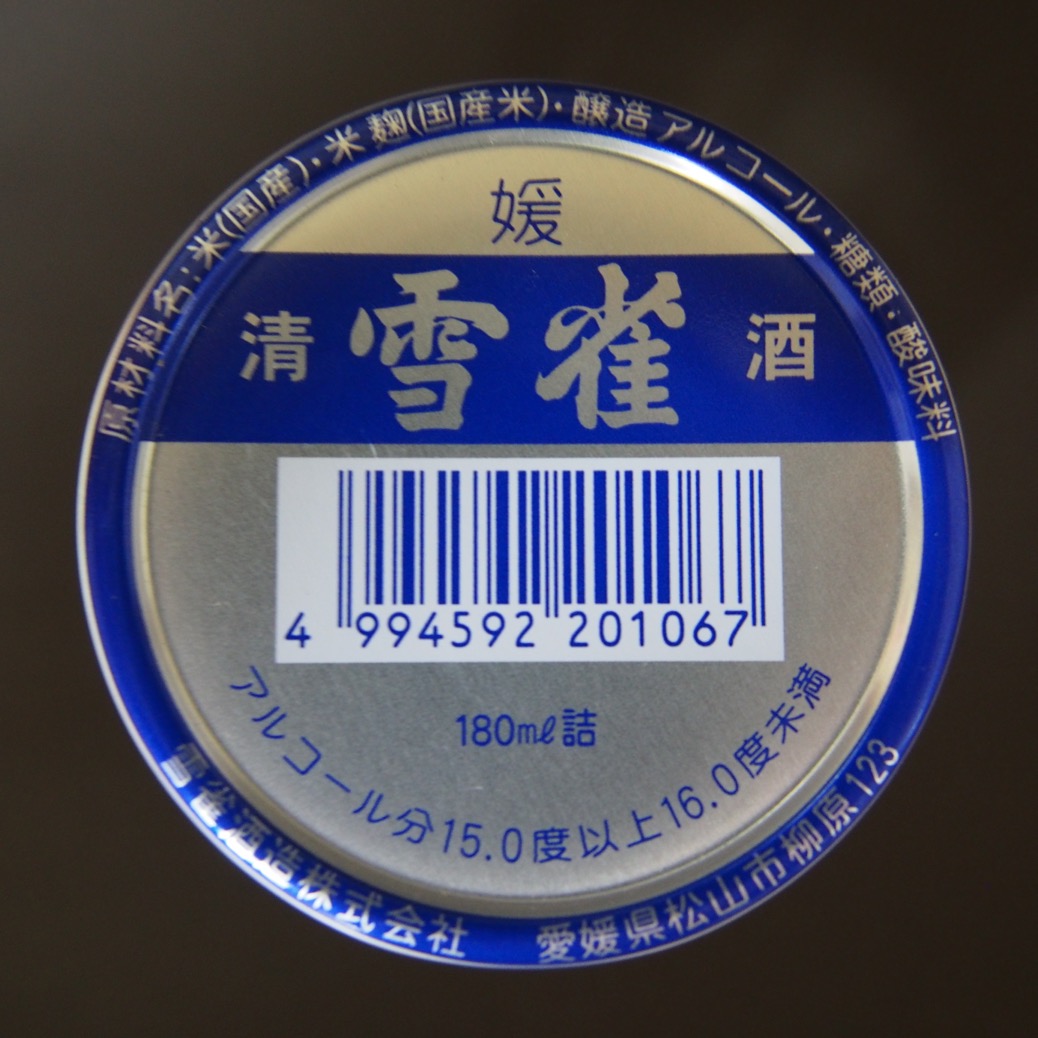 原材料名:米(国産)・米麹(国産米)・醸造アルコール・糖類・酸味料
媛
清 雪雀 酒
4 994592 201067
180mℓ詰
アルコール分15.0度以上16.0度未満
雪雀酒造株式会社 愛媛県松山市柳原123